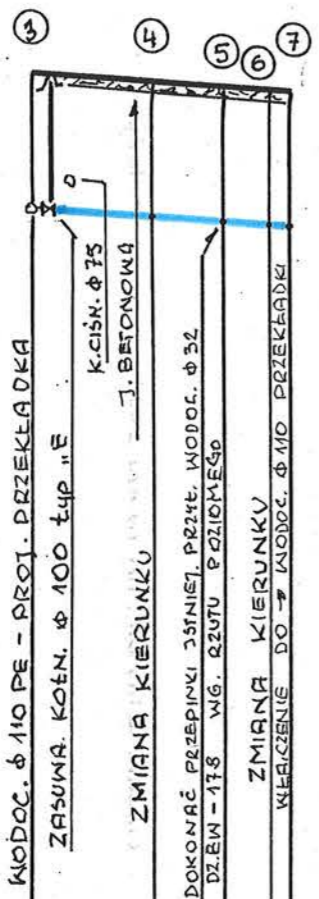 3
4
5
6
7
WODOC. ϕ 110 PE - PROJ. PRZEKŁADKA
ZASUWA KOŁN. ϕ 100 typ "E
K.CIŚN. ϕ 75
J. BETONOWA
ZMIANA KIERUNKU
DOKONAĆ PRZEPINKI ISTNIEJ. PRZYŁ. WODOC. ϕ 32
DZ.EW - 178 WG. RZUTU POZIOMEGO
ZMIANA KIERUNKU
WŁĄCZENIE DO → WODOC. ϕ 110 PRZEKŁADKI